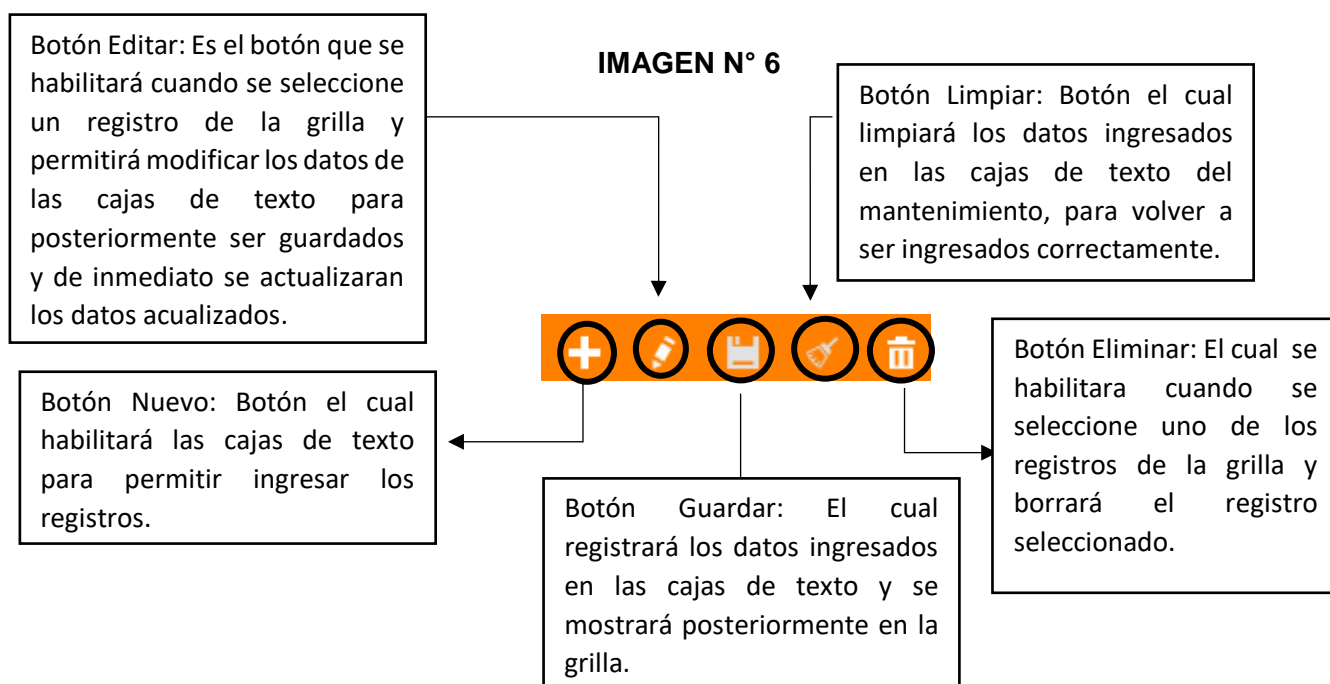 IMAGEN N° 6
Botón Editar: Es el botón que se
habilitará cuando se seleccione
un registro de la grilla y
permitirá modificar los datos de
las cajas de texto para
posteriormente ser guardados
y de inmediato se actualizaran
los datos acualizados.
Botón Limpiar: Botón el cual
limpiará los datos ingresados
en las cajas de texto del
mantenimiento, para volver a
ser ingresados correctamente.
Botón Nuevo: Botón el cual
habilitará las cajas de texto
para permitir ingresar los
registros.
Botón Guardar: El cual
registrará los datos ingresados
en las cajas de texto y se
mostrará posteriormente en la
grilla.
Botón Eliminar: El cual se
habilitara cuando se
seleccione uno de los
registros de la grilla y
borrará el registro
seleccionado.